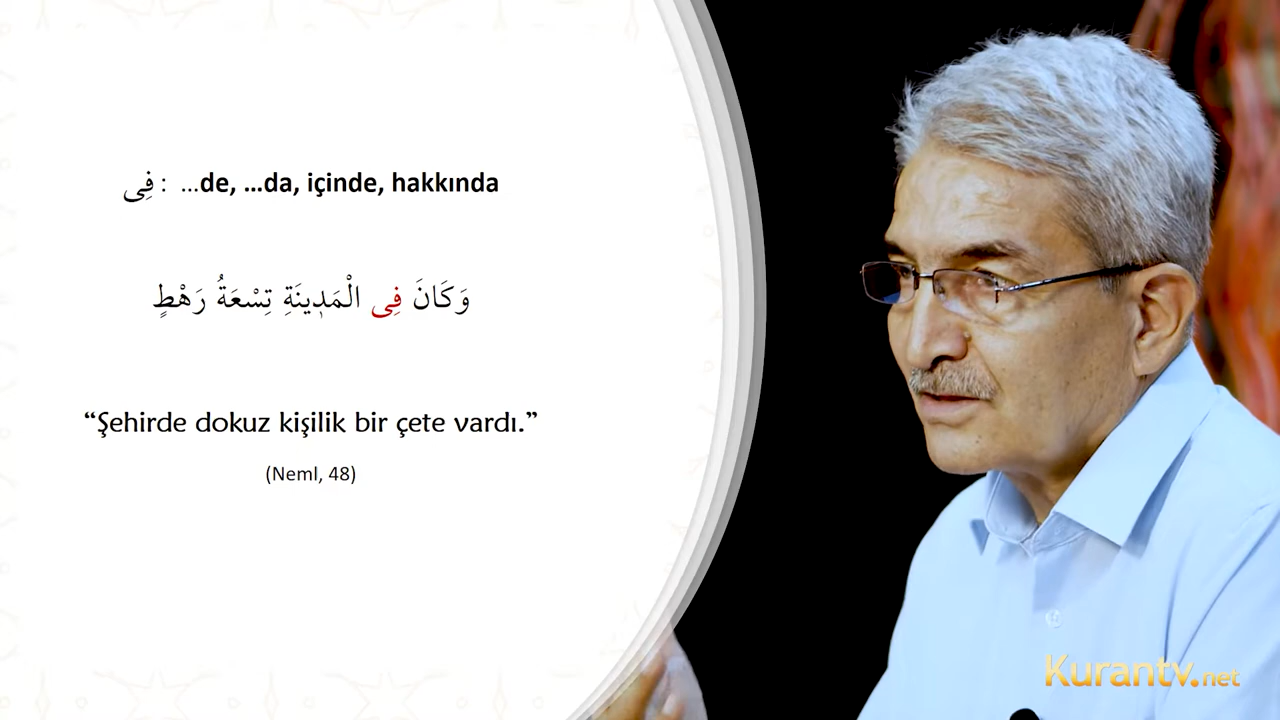 فِى : ...de, ...da, içinde, hakkında
وَكَانَ فِى الْمَد۪ينَةِ تِسْعَةُ رَهْطٍ
“Şehirde dokuz kişilik bir çete vardı.”
(Neml, 48)
Kurantv.net